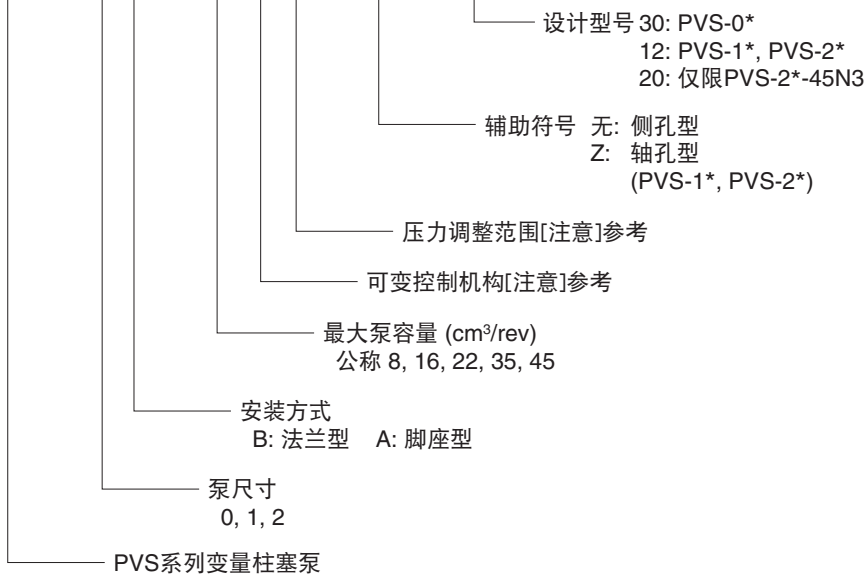 设计型号 30: PVS-0*
12: PVS-1*, PVS-2*
20: 仅限PVS-2*-45N3
辅助符号 无: 侧孔型
Z: 轴孔型
(PVS-1*, PVS-2*)
压力调整范围[注意]参考
可变控制机构[注意]参考
最大泵容量 (cm³/rev)
公称 8, 16, 22, 35, 45
安装方式
B: 法兰型 A: 脚座型
泵尺寸
0, 1, 2
PVS系列变量柱塞泵